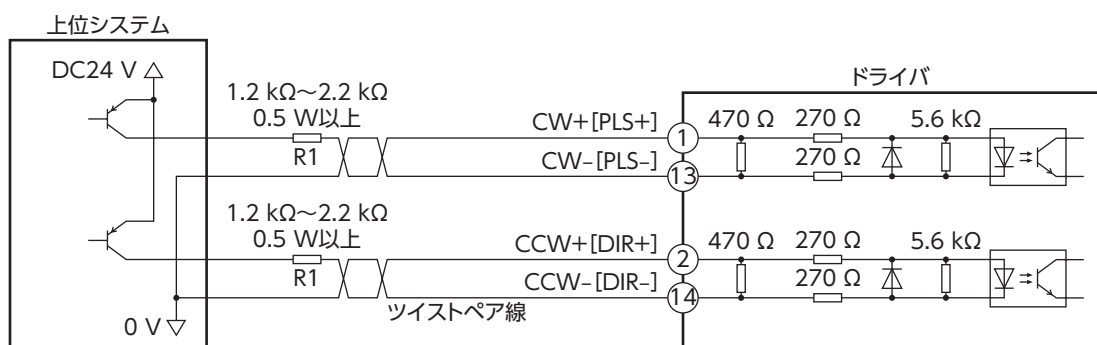 上位システム
DC24 V
ドライバ
1.2 kΩ～2.2 kΩ
0.5 W以上
R1
CW+[PLS+]
CW-[PLS-]
1
13
470 Ω
270 Ω
270 Ω
5.6 kΩ
1.2 kΩ～2.2 kΩ
0.5 W以上
R1
CCW+[DIR+]
CCW-[DIR-]
2
14
470 Ω
270 Ω
270 Ω
5.6 kΩ
ツイストペア線
0 V